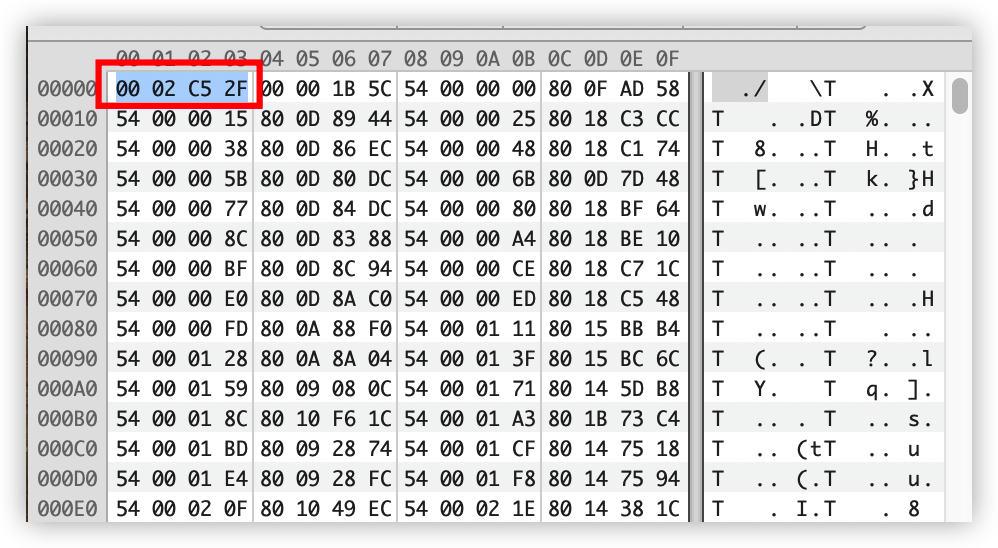 00 01 02 03 04 05 06 07 08 09 0A 0B 0C 0D 0E 0F
00000 00 02 C5 2F 00 00 1B 5C 54 00 00 00 80 0F AD 58 ./ \T . .X
00010 54 00 00 15 80 0D 89 44 54 00 00 25 80 18 C3 CC T . .DT %. ..
00020 54 00 00 38 80 0D 86 EC 54 00 00 48 80 18 C1 74 T 8. ..T H. .t
00030 54 00 00 5B 80 0D 80 DC 54 00 00 6B 80 0D 7D 48 T [. ..T k. }H
00040 54 00 00 77 80 0D 84 DC 54 00 00 80 80 18 BF 64 T w. ..T .. .d
00050 54 00 00 8C 80 0D 83 88 54 00 00 A4 80 18 BE 10 T .. ..T .. .
00060 54 00 00 BF 80 0D 8C 94 54 00 00 CE 80 18 C7 1C T .. ..T .. .
00070 54 00 00 E0 80 0D 8A C0 54 00 00 ED 80 18 C5 48 T .. ..T .. .H
00080 54 00 00 FD 80 0A 88 F0 54 00 01 11 80 15 BB B4 T .. ..T . ..
00090 54 00 01 28 80 0A 8A 04 54 00 01 3F 80 15 BC 6C T (. .T ?. .l
000A0 54 00 01 59 80 09 08 0C 54 00 01 71 80 14 5D B8 T Y. T q. ].
000B0 54 00 01 8C 80 10 F6 1C 54 00 01 A3 80 1B 73 C4 T .. . T .. s.
000C0 54 00 01 BD 80 09 28 74 54 00 01 CF 80 14 75 18 T .. (tT .. u
000D0 54 00 01 E4 80 09 28 FC 54 00 01 F8 80 14 75 94 T .. (.T .. u.
000E0 54 00 02 0F 80 10 49 EC 54 00 02 1E 80 14 38 1C T . I.T . 8